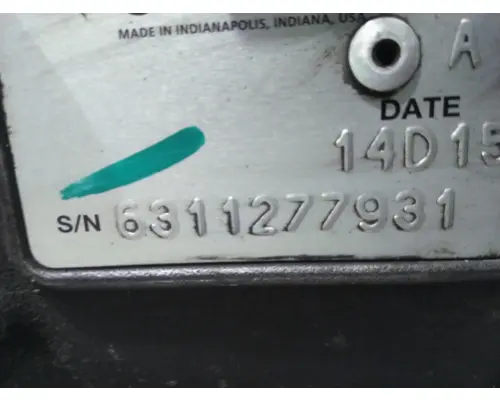 MADE IN INDIANAPOLIS, INDIANA, USA
A
DATE
14D15
S/N 6311277931